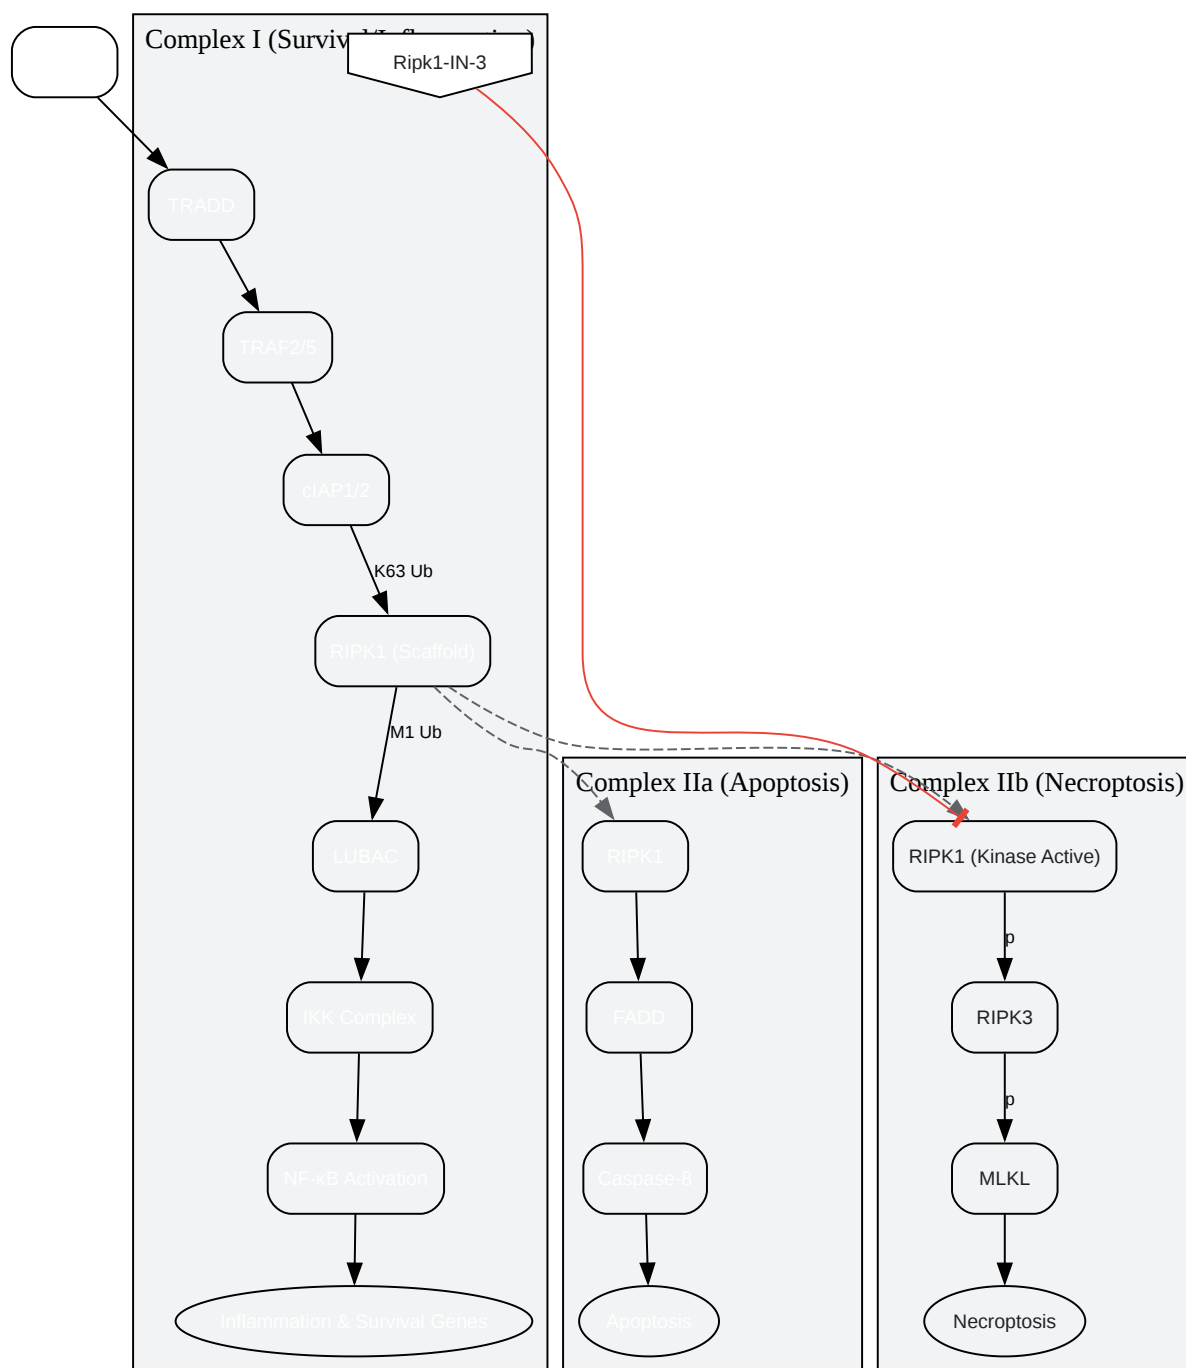 Complex I (Survival/Inflammation)
Ripk1-IN-3
TRADD
TRAF2/5
cIAP1/2
K63 Ub
RIPK1 (Scaffold)
M1 Ub
LUBAC
IKK Complex
NF-κB Activation
Inflammation & Survival Genes
Complex IIa (Apoptosis)
RIPK1
FADD
Caspase-8
Apoptosis
Complex IIb (Necroptosis)
RIPK1 (Kinase Active)
p
RIPK3
p
MLKL
Necroptosis